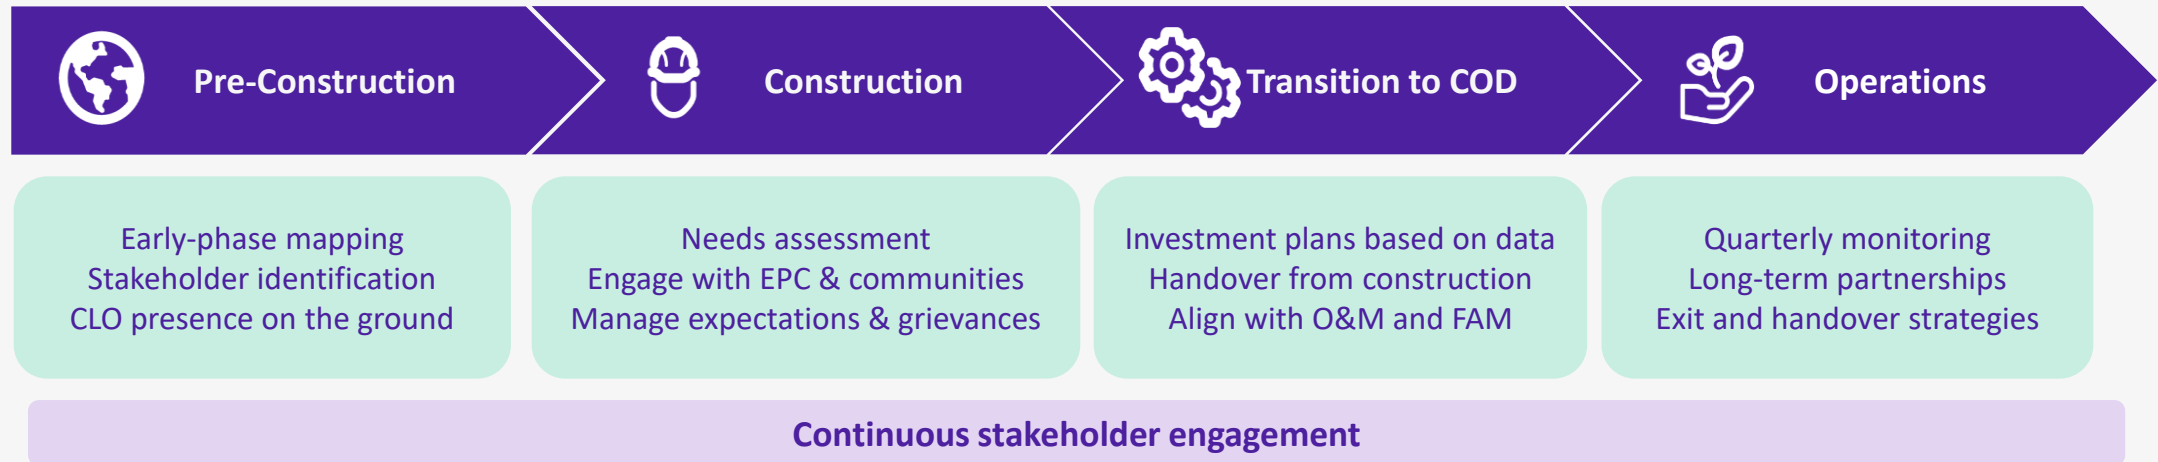 Pre-Construction
Construction
Transition to COD
Operations
Early-phase mapping
Stakeholder identification
CLO presence on the ground
Needs assessment
Engage with EPC & communities
Manage expectations & grievances
Investment plans based on data
Handover from construction
Align with O&M and FAM
Quarterly monitoring
Long-term partnerships
Exit and handover strategies
Continuous stakeholder engagement